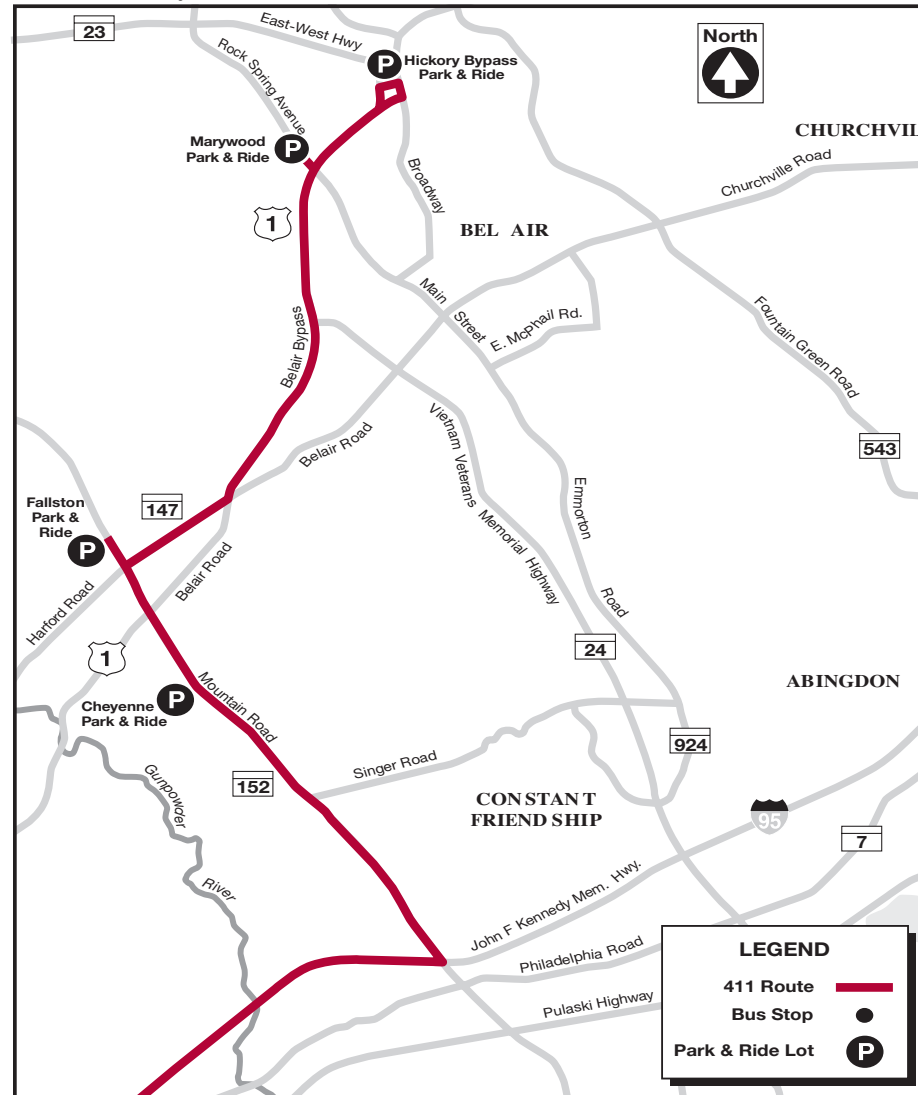 23
East-West Hwy
North
Rock Spring Avenue
Hickory Bypass
Park & Ride
P
CHURCHVIL
Marywood
Park & Ride
P
Churchville Road
Broadway
1
BEL AIR
Main
Street
E. McPhail Rd.
Fountain Green Road
Belair Bypass
Vietnam Veterans
Memorial Highway
Belair Road
543
Emmorton
Road
147
Fallston
Park &
Ride
P
Belair Road
Harford Road
1
24
Mountain Road
Cheyenne
Park & Ride
P
ABINGDON
924
Singer Road
152
Gunpowder
River
CONSTANT
FRIENDSHIP
95
7
John F Kennedy Mem. Hwy.
Philadelphia Road
Pulaski Highway
LEGEND
411 Route
Bus Stop
Park & Ride Lot
P